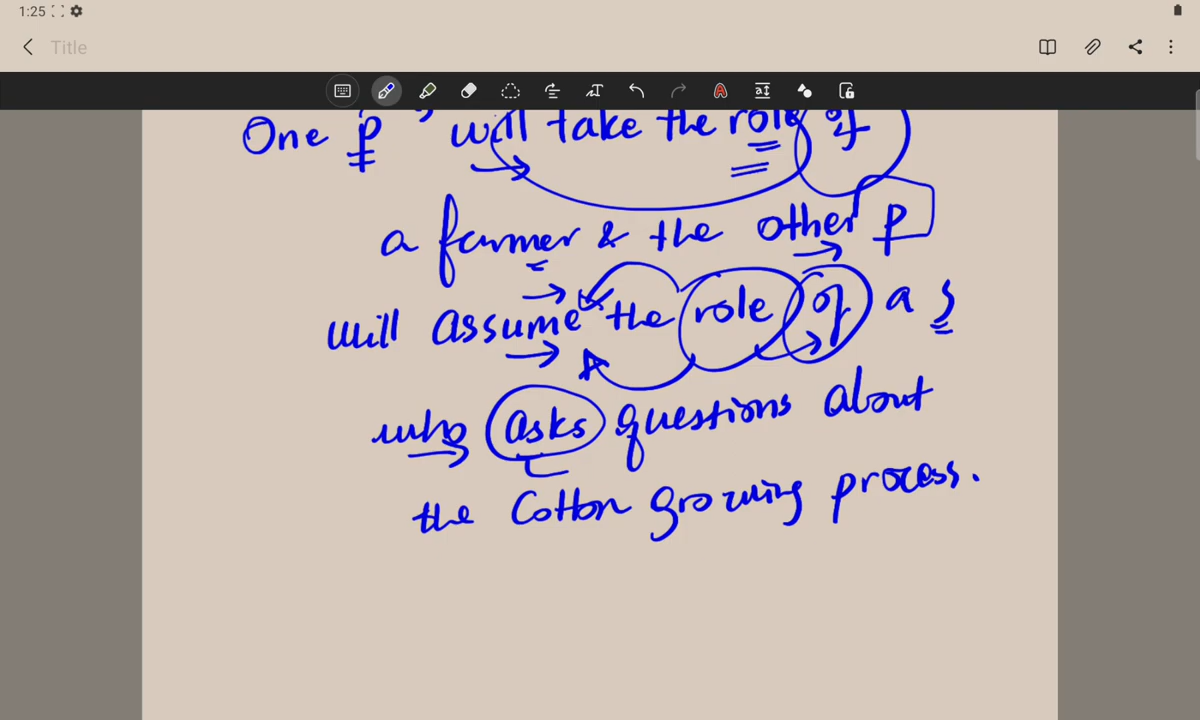 1:25
Title
One p will take the role of
a farmer & the other p
will assume the role of a s
who asks questions about
the Cotton growing process.